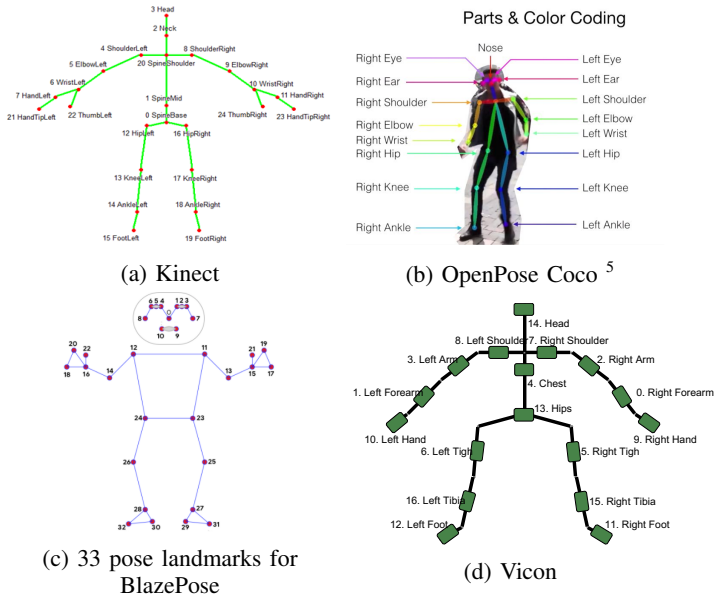 3 Head
2 Neck
4 ShoulderLeft
8 ShoulderRight
20 SpineShoulder
5 ElbowLeft
9 ElbowRight
6 WristLeft
10 WristRight
7 HandLeft
11 HandRight
21 HandTipLeft
22 ThumbLeft
24 ThumbRight
23 HandTipRight
1 SpineMid
0 SpineBase
12 HipLeft
16 HipRight
13 KneeLeft
17 KneeRight
14 AnkleLeft
18 AnkleRight
15 FootLeft
19 FootRight
(a) Kinect
Parts & Color Coding
Nose
Right Eye
Left Eye
Right Ear
Left Ear
Right Shoulder
Left Shoulder
Right Elbow
Left Elbow
Right Wrist
Left Wrist
Right Hip
Left Hip
Right Knee
Left Knee
Right Ankle
Left Ankle
(b) OpenPose Coco 5
6 5 4 1 2 3
8 0 7
10 9
20 22 12 11 21 19
18 16 14 13 15 17
24 23
26 25
28 27
32 30 29 31
(c) 33 pose landmarks for
BlazePose
14. Head
8. Left Shoulder
7. Right Shoulder
3. Left Arm
2. Right Arm
4. Chest
1. Left Forearm
0. Right Forearm
13. Hips
10. Left Hand
9. Right Hand
6. Left Tigh
5. Right Tigh
16. Left Tibia
15. Right Tibia
12. Left Foot
11. Right Foot
(d) Vicon